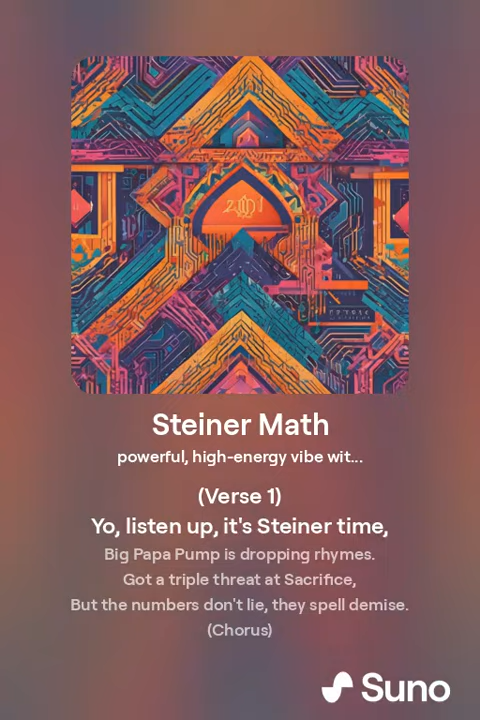 Steiner Math
powerful, high-energy vibe wit...
(Verse 1)
Yo, listen up, it's Steiner time,
Big Papa Pump is dropping rhymes.
Got a triple threat at Sacrifice,
But the numbers don't lie, they spell demise.
(Chorus)
Suno